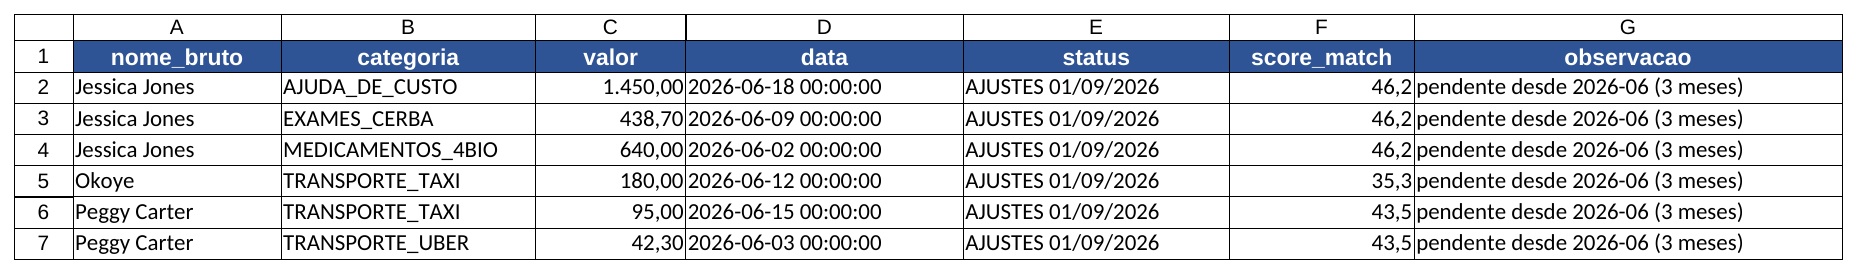 A B C D E F G
1 nome_bruto categoria valor data status score_match observacao
2 Jessica Jones AJUDA_DE_CUSTO 1.450,00 2026-06-18 00:00:00 AJUSTES 01/09/2026 46,2 pendente desde 2026-06 (3 meses)
3 Jessica Jones EXAMES_CERBA 438,70 2026-06-09 00:00:00 AJUSTES 01/09/2026 46,2 pendente desde 2026-06 (3 meses)
4 Jessica Jones MEDICAMENTOS_4BIO 640,00 2026-06-02 00:00:00 AJUSTES 01/09/2026 46,2 pendente desde 2026-06 (3 meses)
5 Okoye TRANSPORTE_TAXI 180,00 2026-06-12 00:00:00 AJUSTES 01/09/2026 35,3 pendente desde 2026-06 (3 meses)
6 Peggy Carter TRANSPORTE_TAXI 95,00 2026-06-15 00:00:00 AJUSTES 01/09/2026 43,5 pendente desde 2026-06 (3 meses)
7 Peggy Carter TRANSPORTE_UBER 42,30 2026-06-03 00:00:00 AJUSTES 01/09/2026 43,5 pendente desde 2026-06 (3 meses)